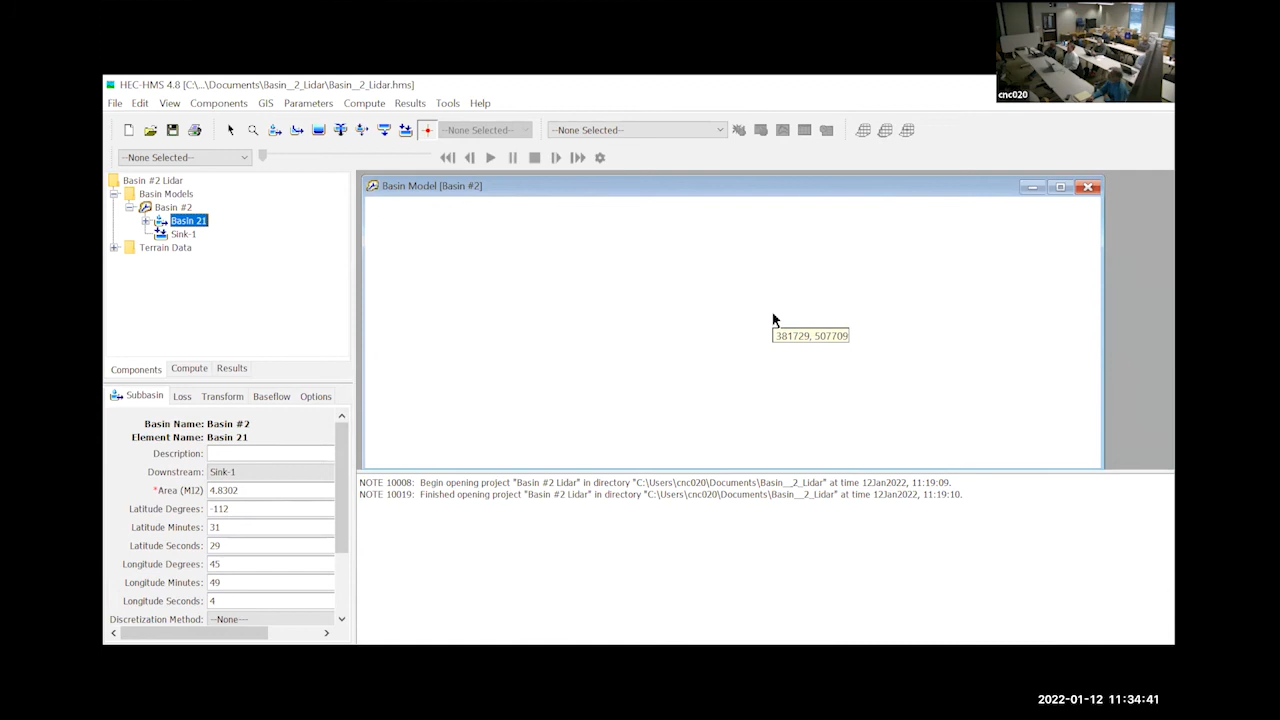 cnc020
HEC-HMS 4.8 [C:\...\Documents\Basin__2_Lidar\Basin__2_Lidar.hms]
File Edit View Components GIS Parameters Compute Results Tools Help
--None Selected-- --None Selected--
--None Selected--
Basin #2 Lidar
Basin Models
Basin #2
Basin 21
Sink-1
Terrain Data
Components Compute Results
Basin Model [Basin #2]
381729, 507709
Subbasin Loss Transform Baseflow Options
Basin Name: Basin #2
Element Name: Basin 21
Description:
Downstream: Sink-1
*Area (MI2) 4.8302
Latitude Degrees: -112
Latitude Minutes: 31
Latitude Seconds: 29
Longitude Degrees: 45
Longitude Minutes: 49
Longitude Seconds: 4
Discretization Method: --None--
NOTE 10008: Begin opening project "Basin #2 Lidar" in directory "C:\Users\cnc020\Documents\Basin__2_Lidar" at time 12Jan2022, 11:19:09.
NOTE 10019: Finished opening project "Basin #2 Lidar" in directory "C:\Users\cnc020\Documents\Basin__2_Lidar" at time 12Jan2022, 11:19:10.
2022-01-12 11:34:41